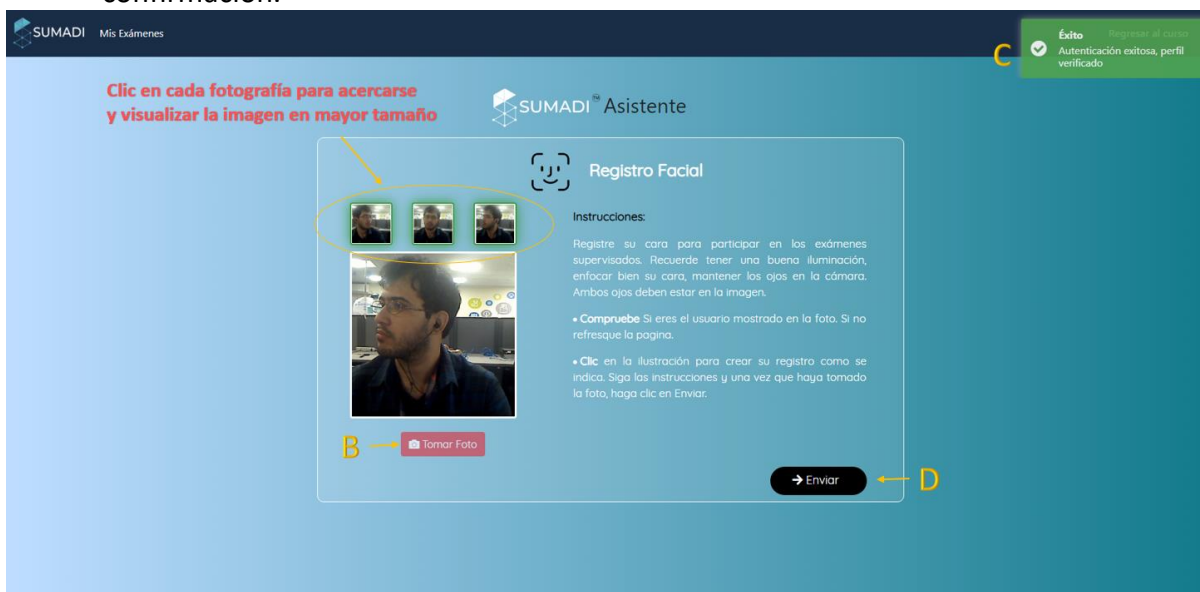 confirmación.
SUMADI Mis Exámenes
Éxito Regresar al curso
Autenticación exitosa, perfil
verificado
C
Clic en cada fotografía para acercarse
y visualizar la imagen en mayor tamaño
SUMADI™ Asistente
Registro Facial
Instrucciones:
Registre su cara para participar en los exámenes
supervisados. Recuerde tener una buena iluminación,
enfocar bien su cara, mantener los ojos en la cámara.
Ambos ojos deben estar en la imagen.
• Compruebe Si eres el usuario mostrado en la foto. Si no
refresque la pagina.
• Clic en la ilustración para crear su registro como se
indica. Siga las instrucciones y una vez que haya tomado
la foto, haga clic en Enviar.
B Tomar Foto
Enviar D